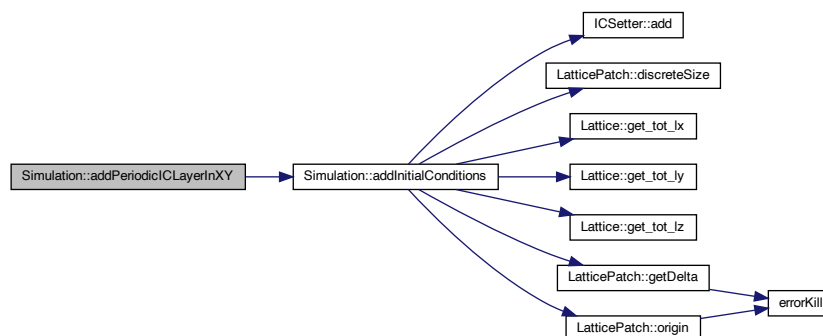 ICSetter::add
LatticePatch::discreteSize
Lattice::get_tot_lx
Simulation::addPeriodicICLayerInXY
Simulation::addInitialConditions
Lattice::get_tot_ly
Lattice::get_tot_lz
LatticePatch::getDelta
errorKill
LatticePatch::origin